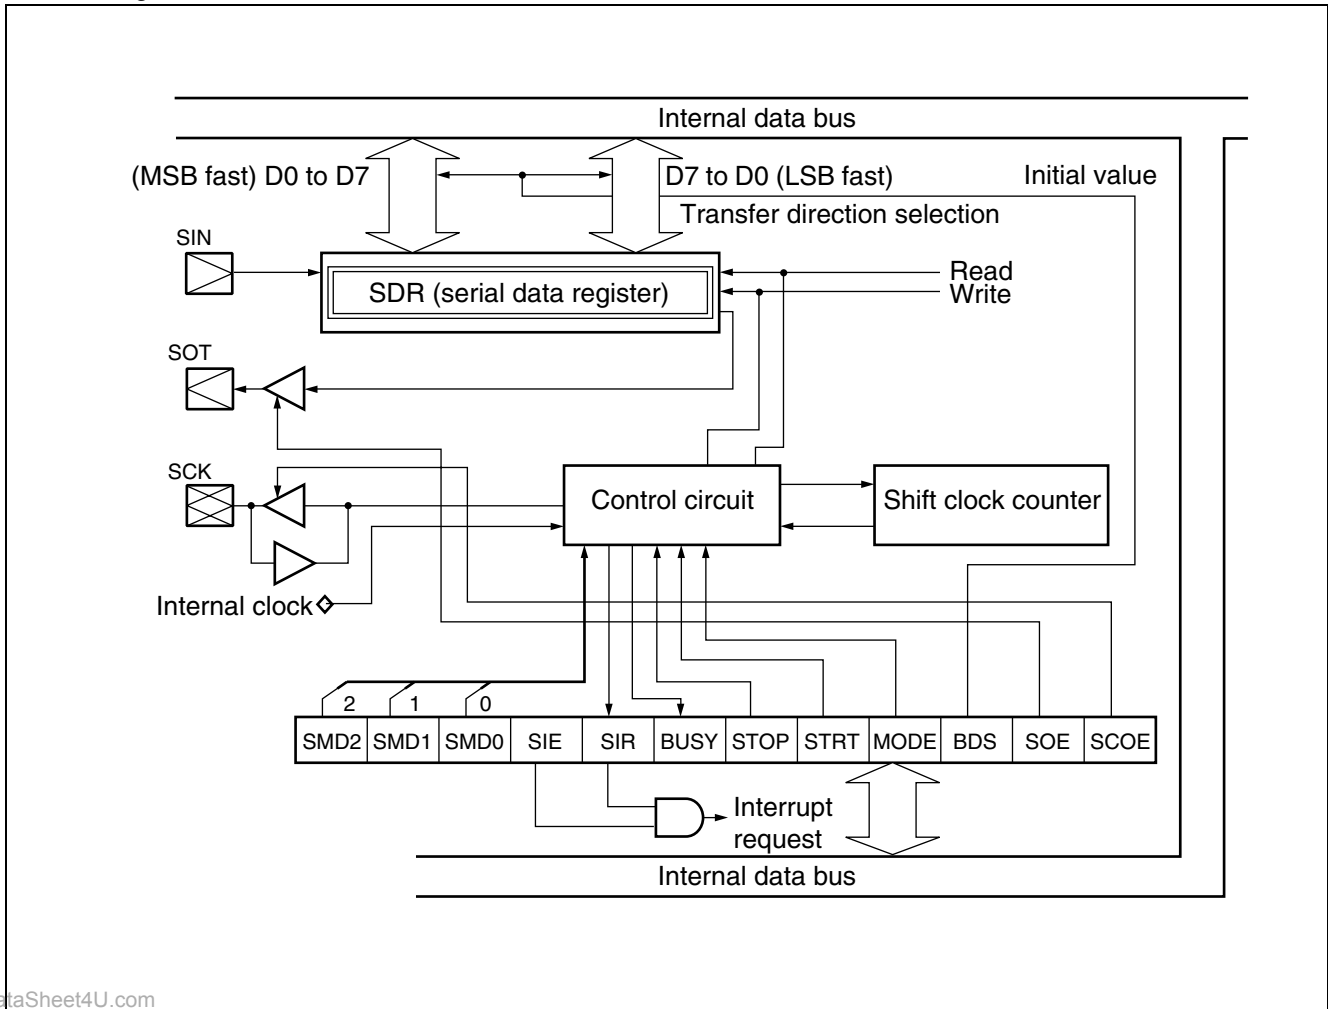 Internal data bus
(MSB fast) D0 to D7
D7 to D0 (LSB fast)
Initial value
Transfer direction selection
SIN
SDR (serial data register)
Read
Write
SOT
SCK
Control circuit
Shift clock counter
Internal clock
2
1
0
SMD2 SMD1 SMD0 SIE SIR BUSY STOP STRT MODE BDS SOE SCOE
Interrupt
request
Internal data bus
ataSheet4U.com